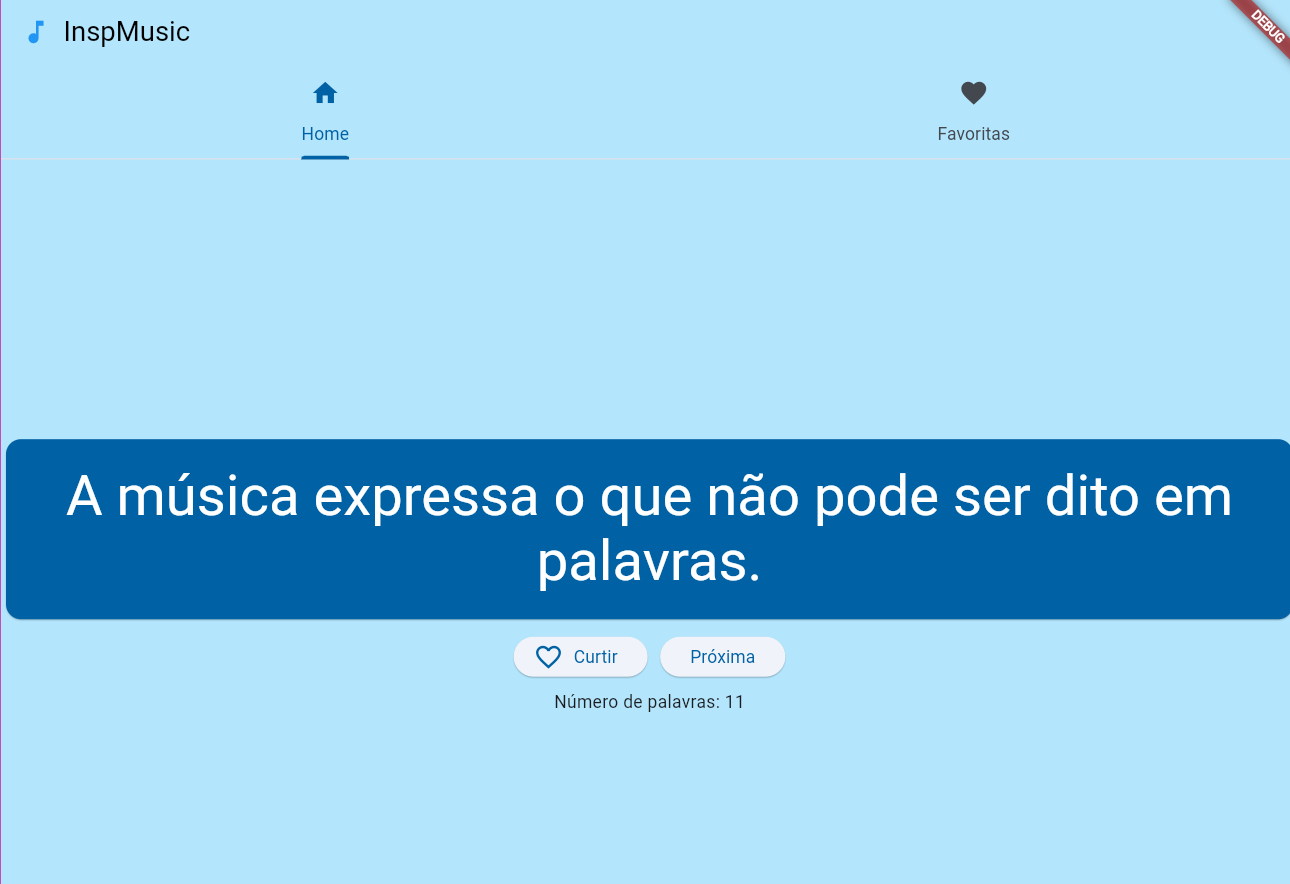 InspMusic
DEBUG
Home
Favoritas
A música expressa o que não pode ser dito em
palavras.
Curtir
Próxima
Número de palavras: 11